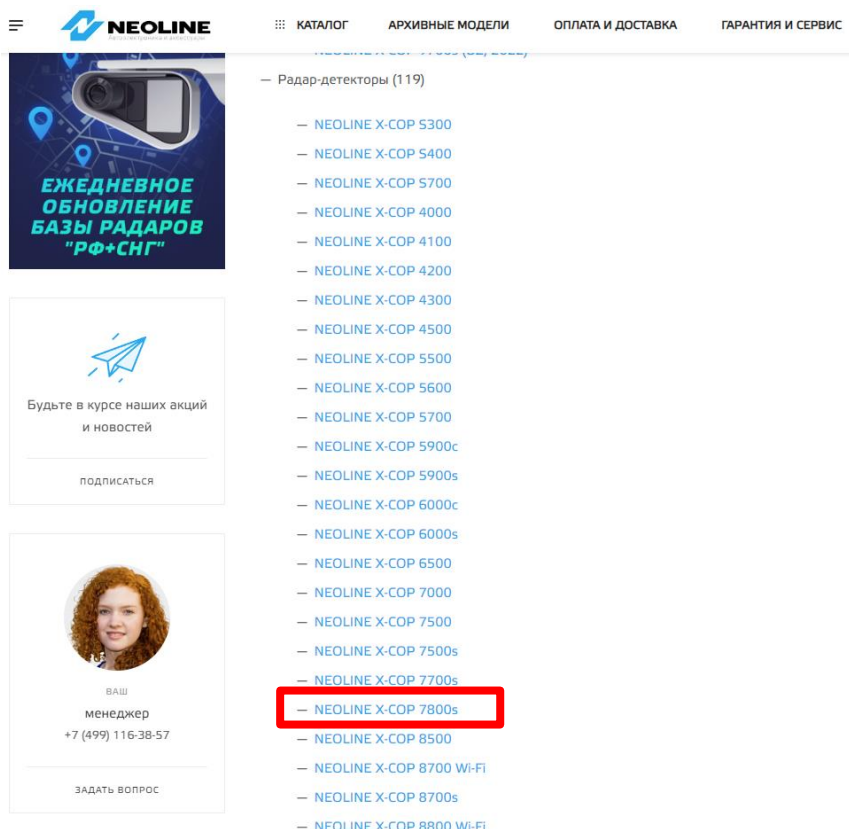 NEOLINE
КАТАЛОГ
АРХИВНЫЕ МОДЕЛИ
ОПЛАТА И ДОСТАВКА
ГАРАНТИЯ И СЕРВИС
— Радар-детекторы (119)
ЕЖЕДНЕВНОЕ
ОБНОВЛЕНИЕ
БАЗЫ РАДАРОВ
"РФ+СНГ"
Будьте в курсе наших акций
и новостей
ПОДПИСАТЬСЯ
ВАШ
менеджер
+7 (499) 116-38-57
ЗАДАТЬ ВОПРОС
— NEOLINE X-COP S300
— NEOLINE X-COP S400
— NEOLINE X-COP S700
— NEOLINE X-COP 4000
— NEOLINE X-COP 4100
— NEOLINE X-COP 4200
— NEOLINE X-COP 4300
— NEOLINE X-COP 4500
— NEOLINE X-COP 5500
— NEOLINE X-COP 5600
— NEOLINE X-COP 5700
— NEOLINE X-COP 5900c
— NEOLINE X-COP 5900s
— NEOLINE X-COP 6000c
— NEOLINE X-COP 6000s
— NEOLINE X-COP 6500
— NEOLINE X-COP 7000
— NEOLINE X-COP 7500
— NEOLINE X-COP 7500s
— NEOLINE X-COP 7700s
— NEOLINE X-COP 7800s
— NEOLINE X-COP 8500
— NEOLINE X-COP 8700 Wi-Fi
— NEOLINE X-COP 8700s
— NEOLINE X-COP 8800 Wi-Fi